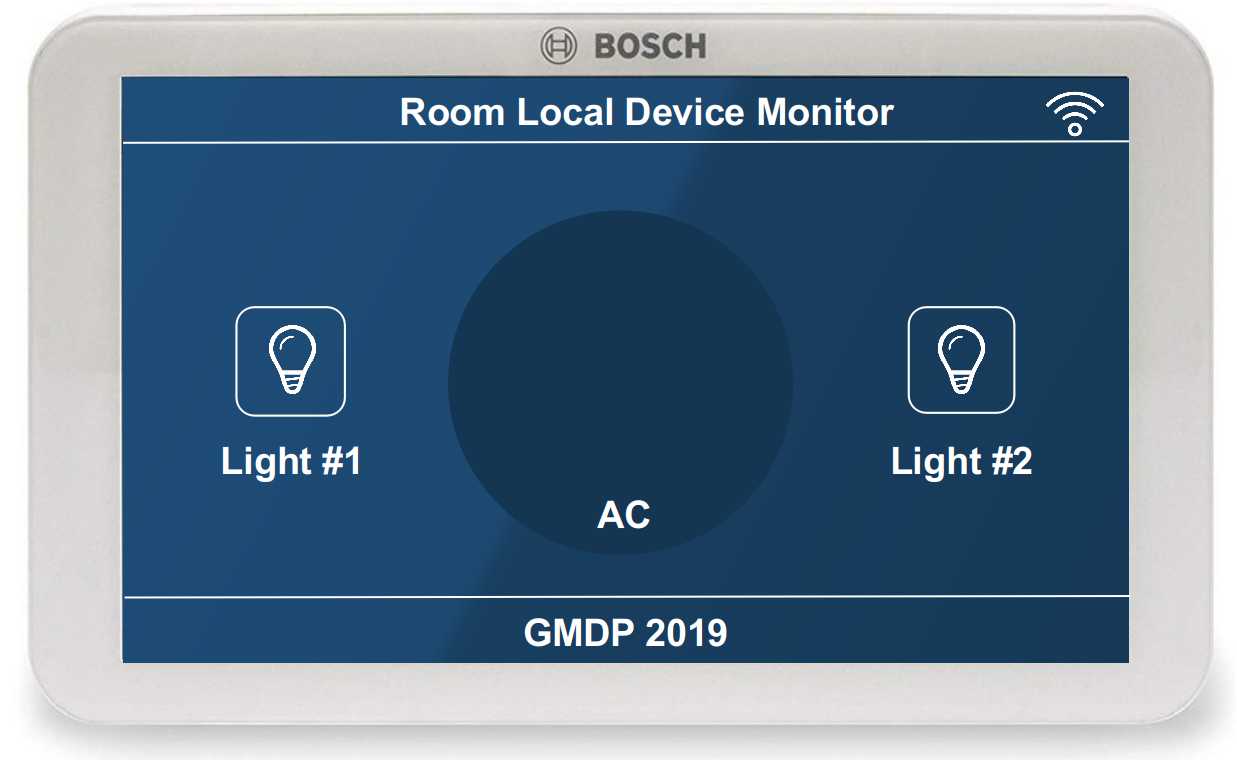 BOSCH
Room Local Device Monitor
Light #1
Light #2
AC
GMDP 2019